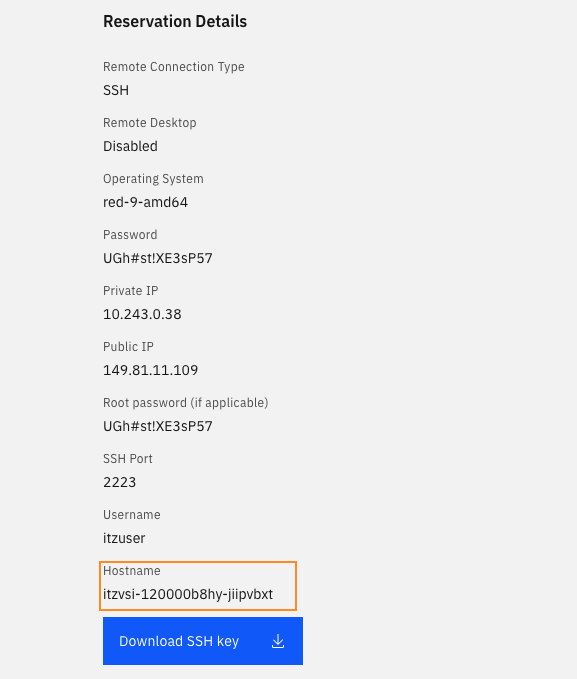 Reservation Details
Remote Connection Type
SSH
Remote Desktop
Disabled
Operating System
red-9-amd64
Password
UGh#st!XE3sP57
Private IP
10.243.0.38
Public IP
149.81.11.109
Root password (if applicable)
UGh#st!XE3sP57
SSH Port
2223
Username
itzuser
Hostname
itzvsi-120000b8hy-jiipvbxt
Download SSH key